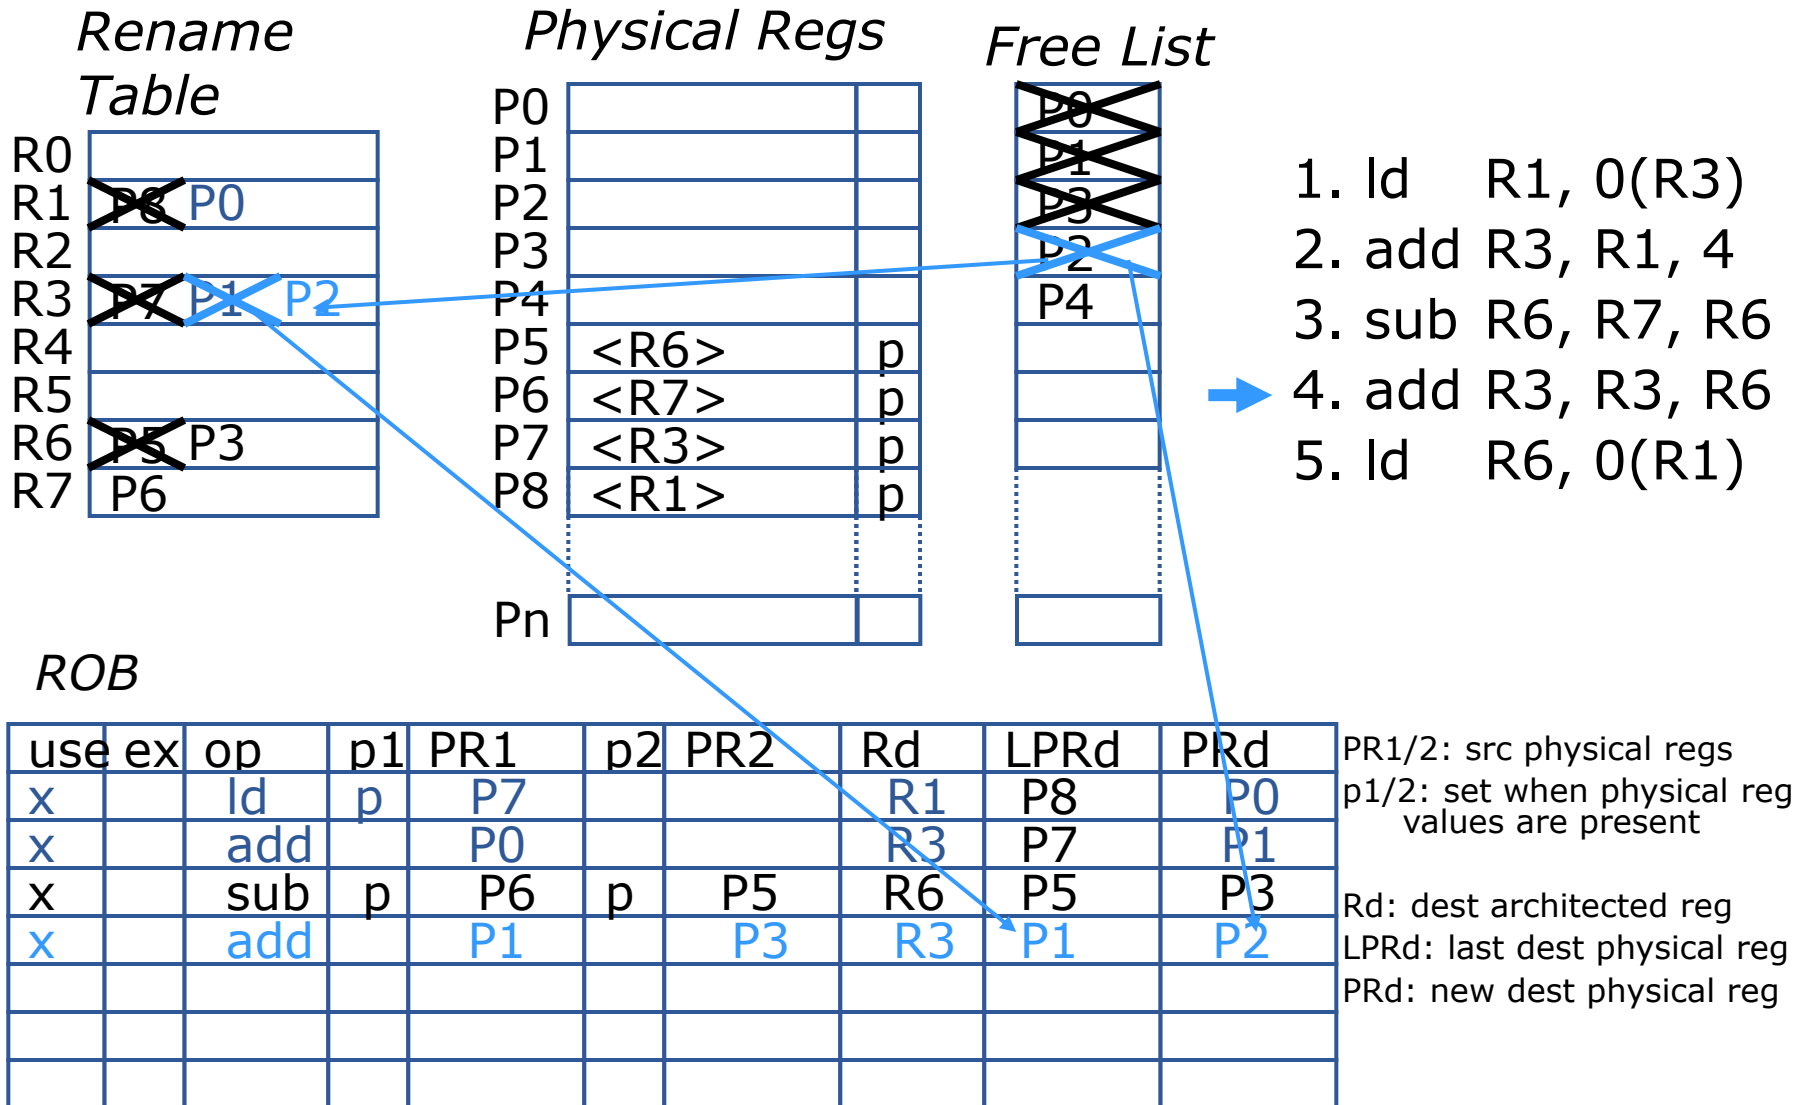 Rename
Table
R0
R1 P8 P0
R2
R3 P7 P1 P2
R4
R5
R6 P5 P3
R7 P6
Physical Regs
P0
P1
P2
P3
P4
P5 <R6> p
P6 <R7> p
P7 <R3> p
P8 <R1> p
Pn
Free List
P0
P1
P3
P2
P4
1. ld R1, 0(R3)
2. add R3, R1, 4
3. sub R6, R7, R6
4. add R3, R3, R6
5. ld R6, 0(R1)
ROB
use ex op p1 PR1 p2 PR2 Rd LPRd PRd
x ld p P7 R1 P8 P0
x add P0 R3 P7 P1
x sub p P6 p P5 R6 P5 P3
x add P1 P3 R3 P1 P2
PR1/2: src physical regs
p1/2: set when physical reg
values are present
Rd: dest architected reg
LPRd: last dest physical reg
PRd: new dest physical reg